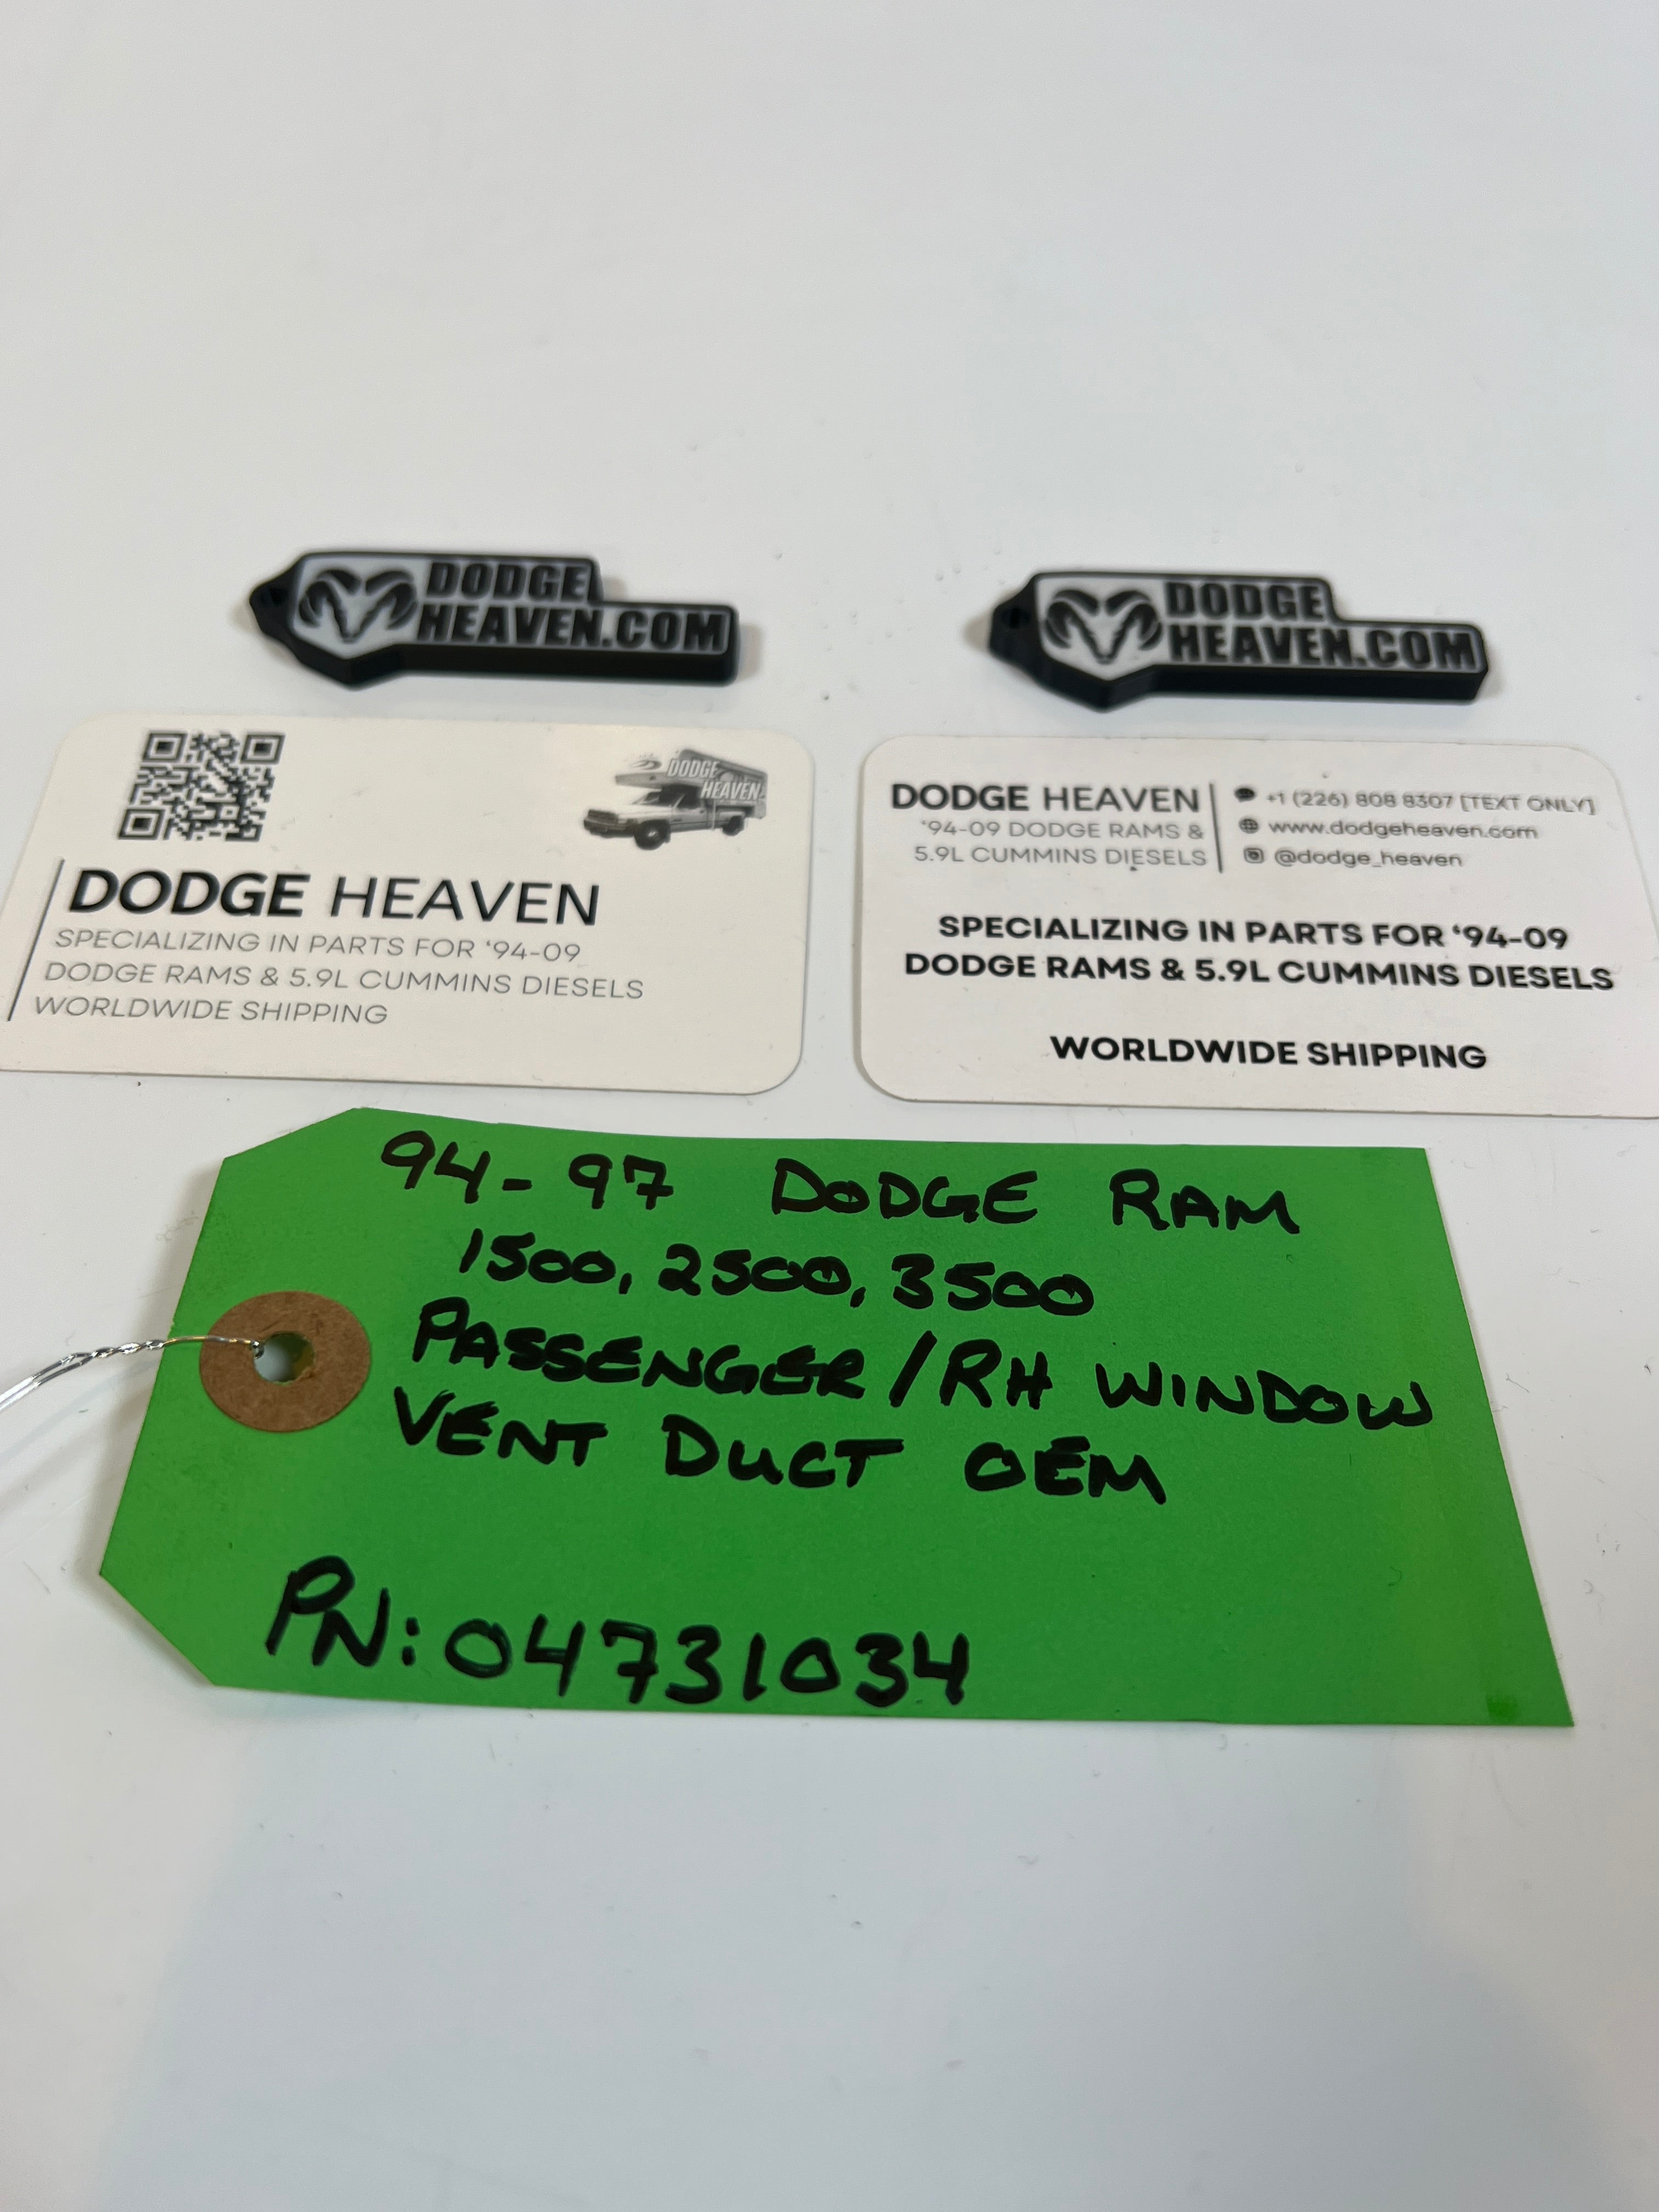 DODGE
HEAVEN.COM
DODGE
HEAVEN.COM
DODGE
HEAVEN
DODGE HEAVEN
SPECIALIZING IN PARTS FOR ‘94-09
DODGE RAMS & 5.9L CUMMINS DIESELS
WORLDWIDE SHIPPING
DODGE HEAVEN
‘94-09 DODGE RAMS &
5.9L CUMMINS DIESELS
+1 (226) 808 8307 [TEXT ONLY]
www.dodgeheaven.com
@dodge_heaven
SPECIALIZING IN PARTS FOR ‘94-09
DODGE RAMS & 5.9L CUMMINS DIESELS
WORLDWIDE SHIPPING
94-97 DODGE RAM
1500, 2500, 3500
PASSENGER/RH WINDOW
VENT DUCT OEM
PN: 04731034